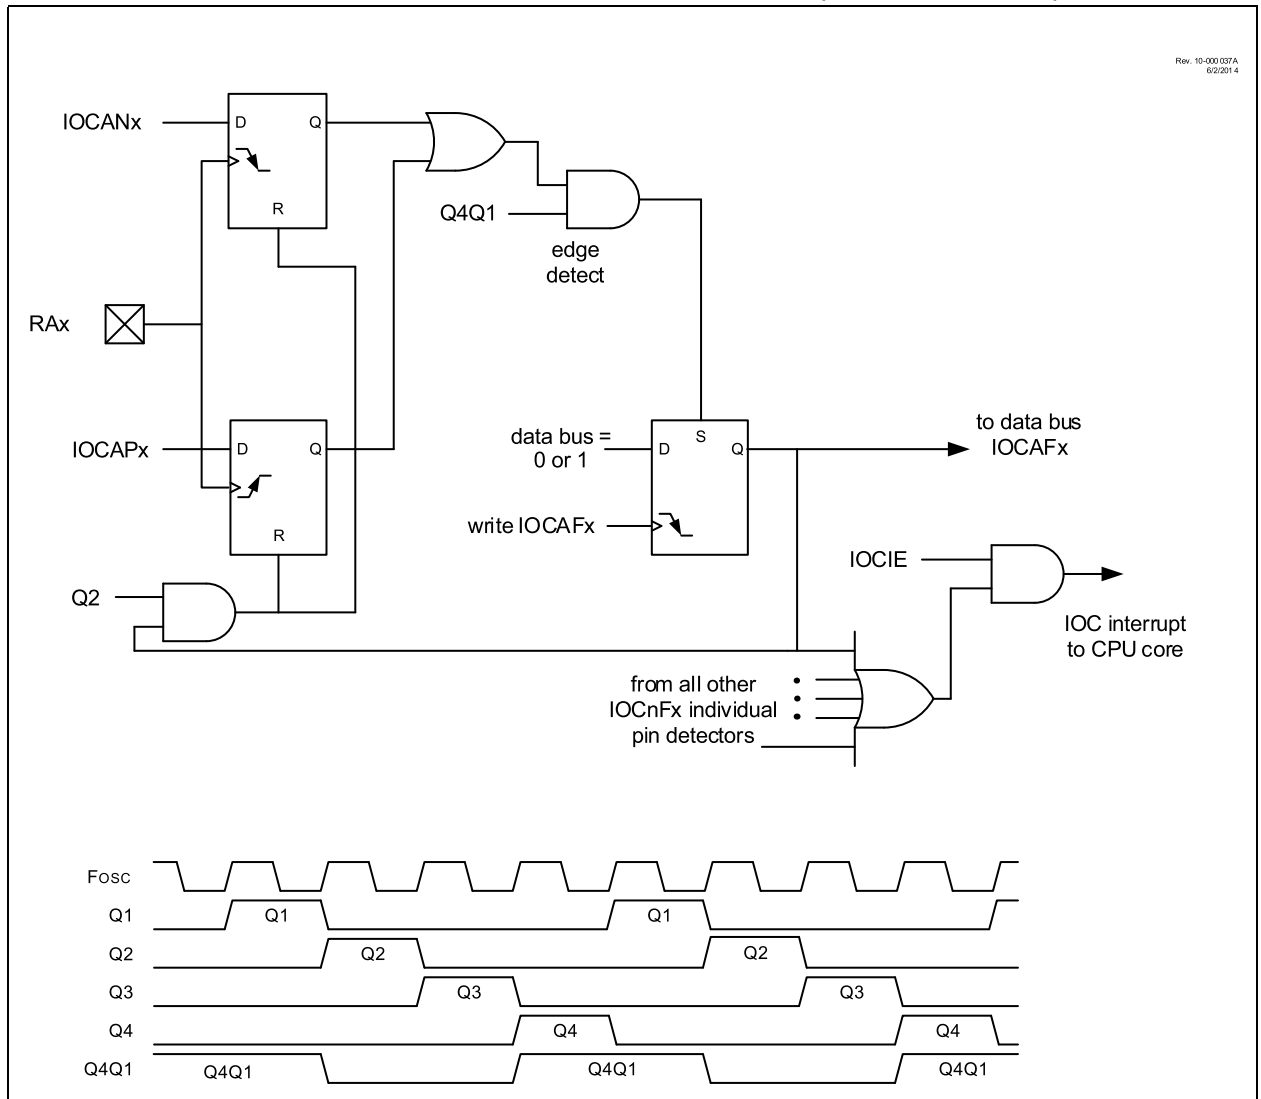 Rev. 10-000 037A
6/2/2014
IOCANx
D
Q
R
Q4Q1
edge
detect
RAx
IOCAPx
D
Q
R
data bus =
0 or 1
D
S
Q
to data bus
IOCAFx
write IOCAFx
IOCIE
IOC interrupt
to CPU core
Q2
from all other
IOCnFx individual
pin detectors
FOSC
Q1
Q1
Q1
Q2
Q2
Q2
Q3
Q3
Q3
Q4
Q4
Q4
Q4Q1
Q4Q1
Q4Q1
Q4Q1